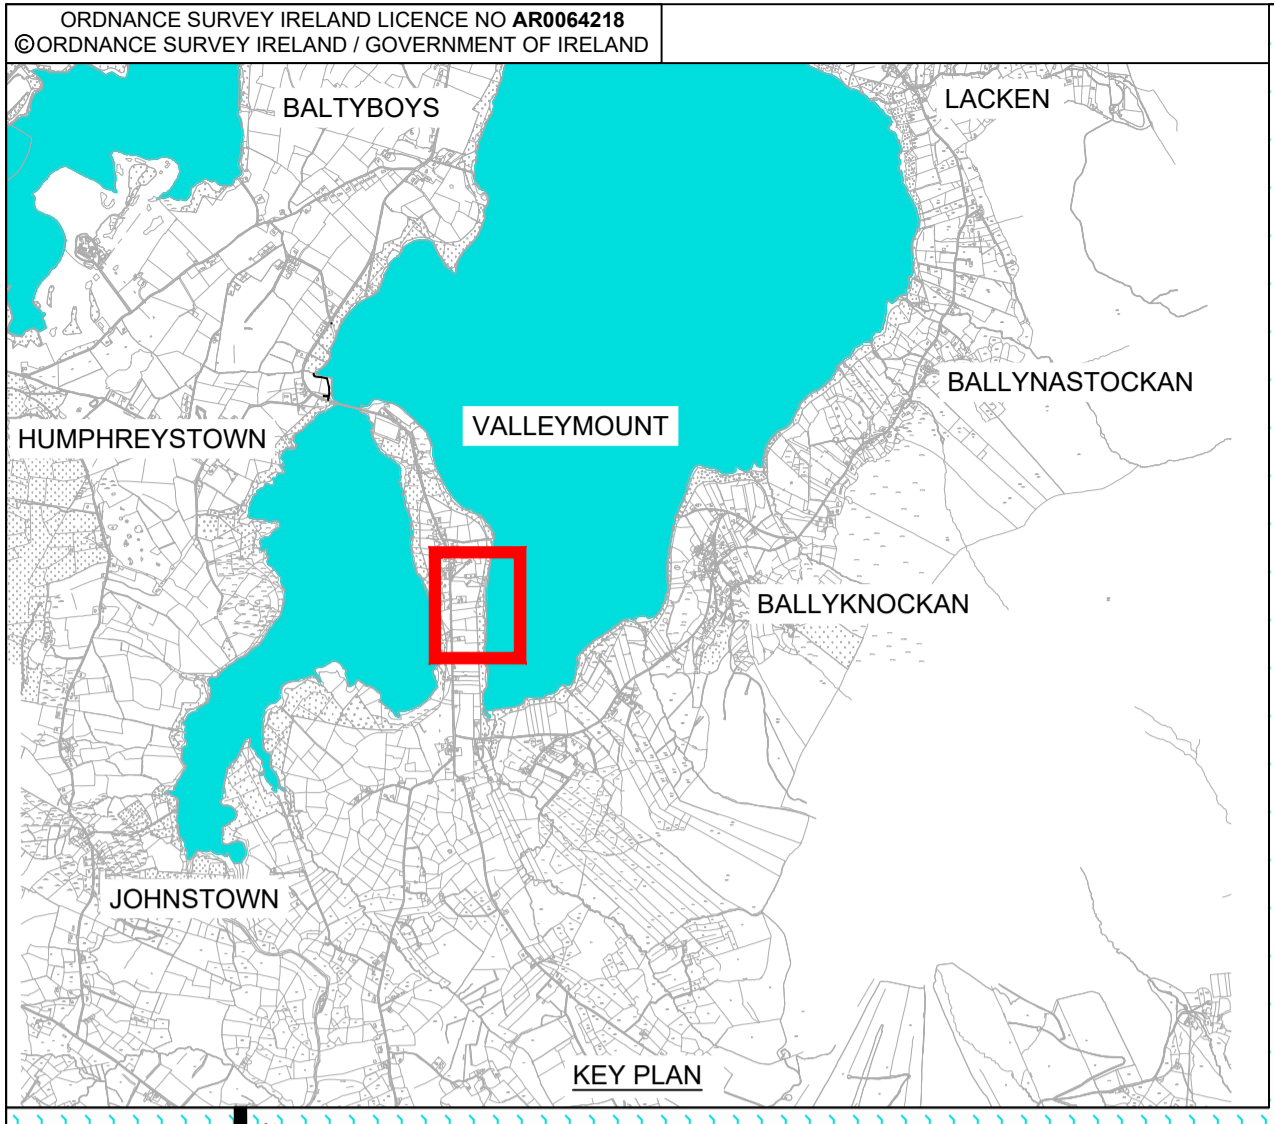 ORDNANCE SURVEY IRELAND LICENCE NO AR0064218
©ORDNANCE SURVEY IRELAND / GOVERNMENT OF IRELAND
BALTYBOYS
LACKEN
BALLYNASTOCKAN
VALLEYMOUNT
HUMPHREYSTOWN
BALLYKNOCKAN
JOHNSTOWN
KEY PLAN